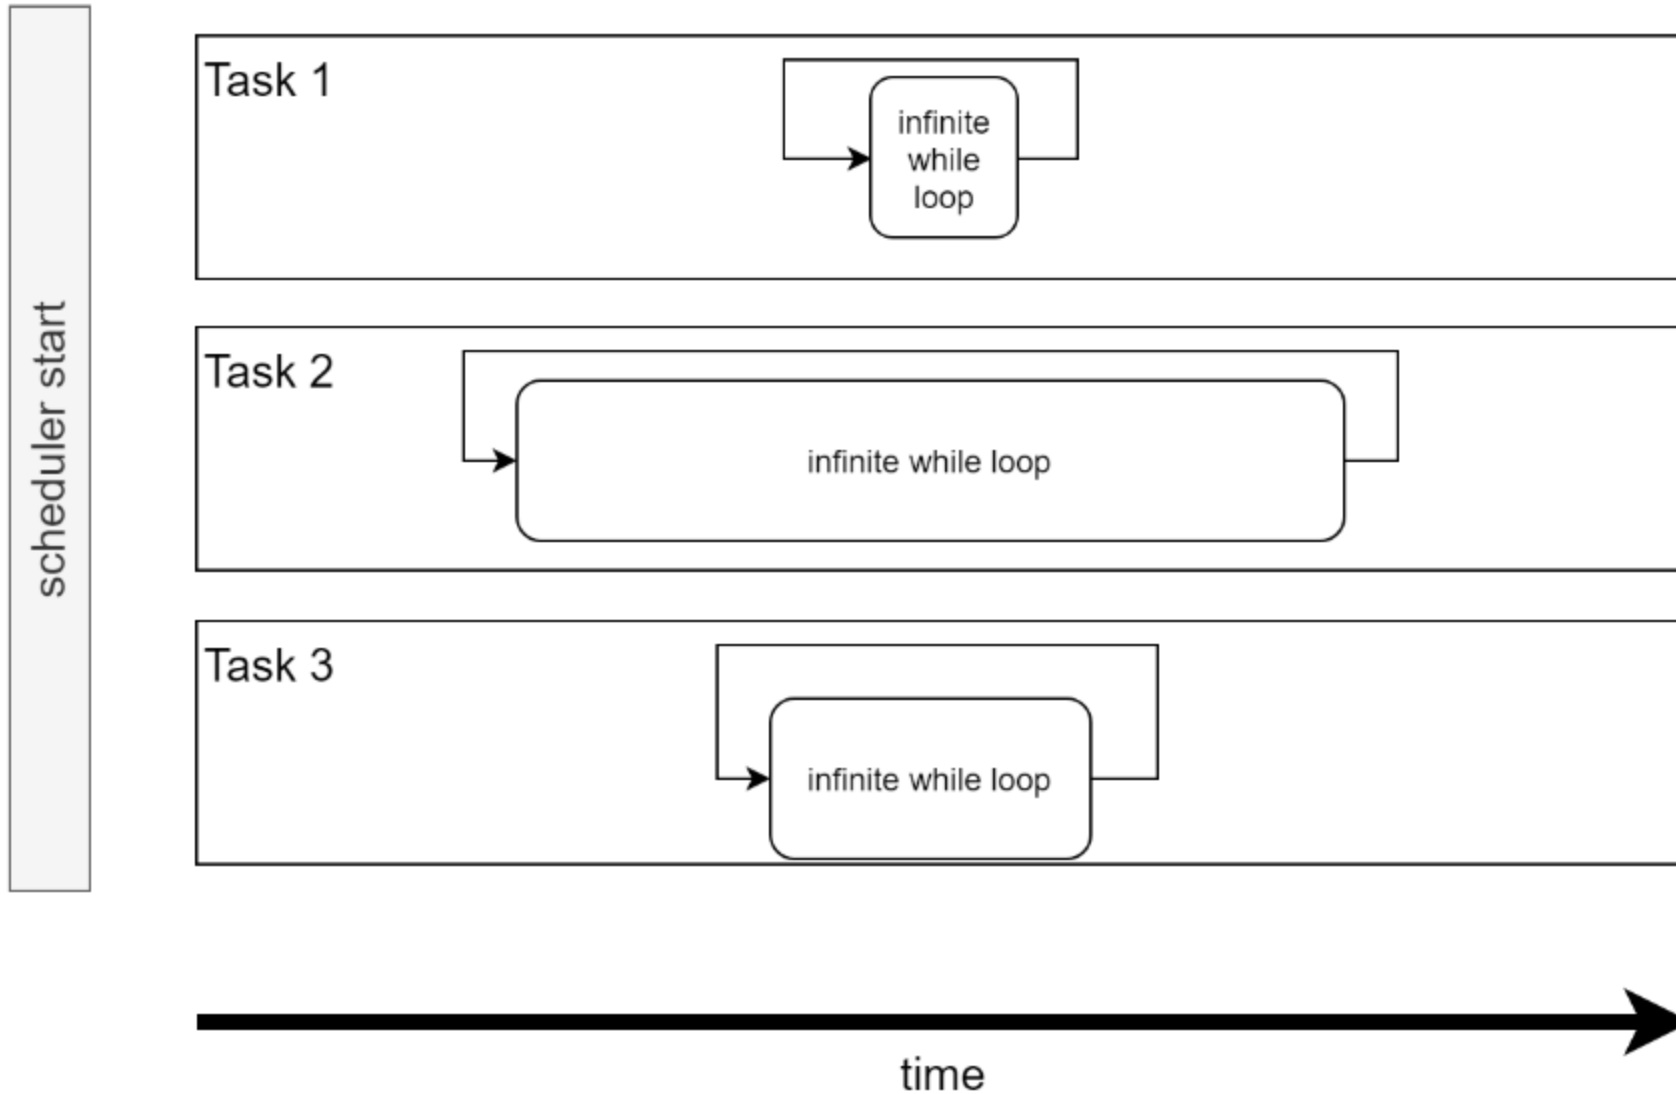 scheduler start
Task 1
infinite
while
loop
Task 2
infinite while loop
Task 3
infinite while loop
time